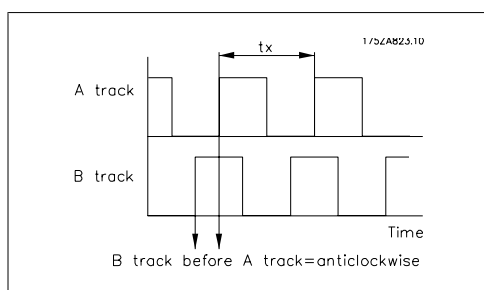 175ZA823.10
tx
A track
B track
Time
B track before A track=anticlockwise